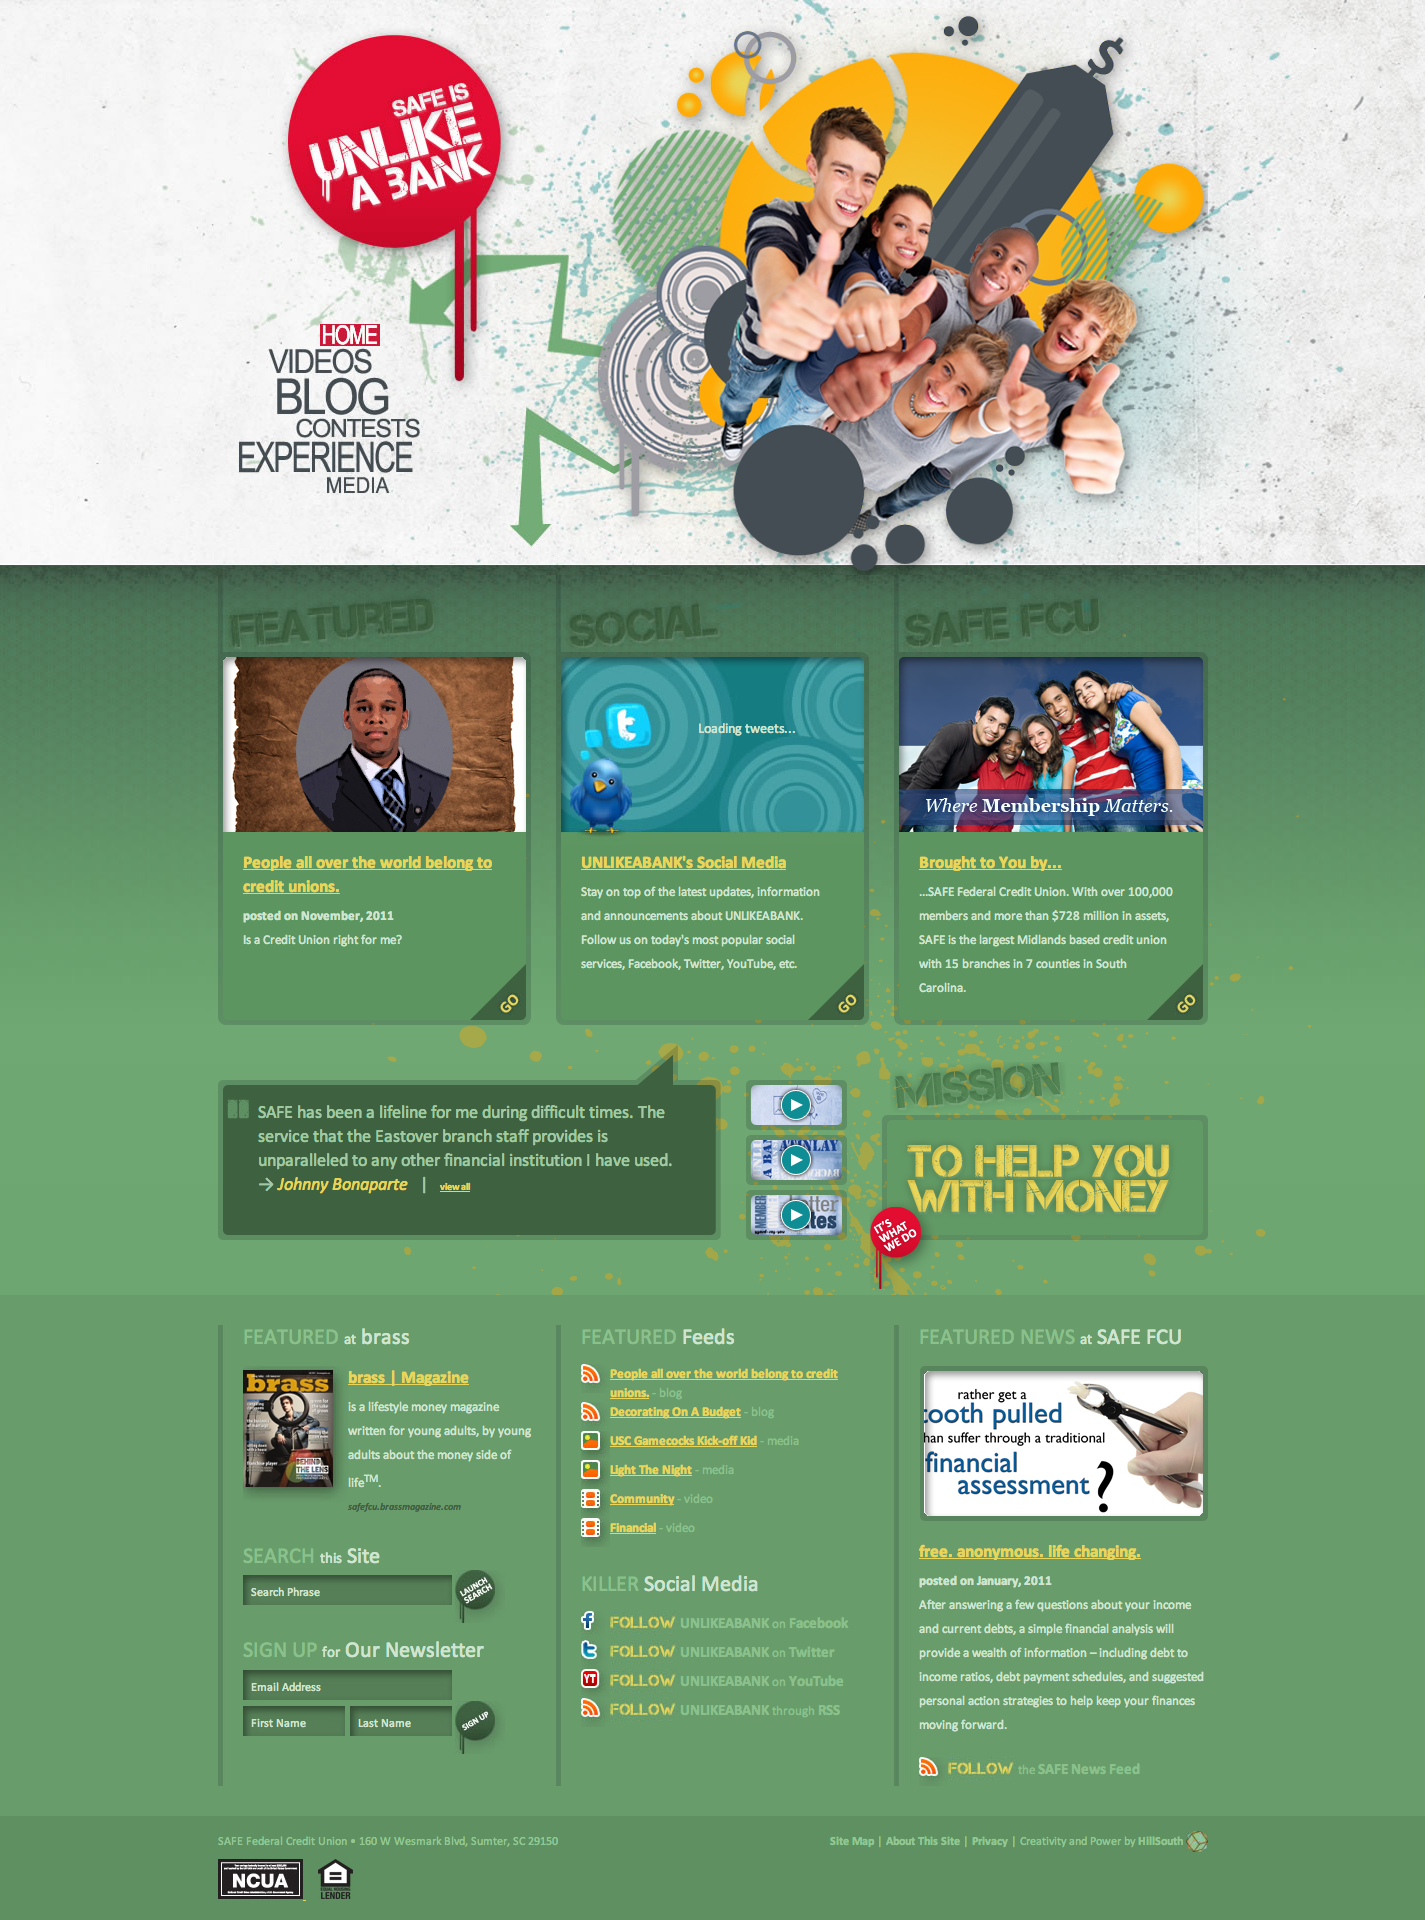 SAFE IS
UNLIKE
A BANK
$
HOME
VIDEOS
BLOG
CONTESTS
EXPERIENCE
MEDIA
FEATURED
SOCIAL
SAFE FCU
Loading tweets...
Where Membership Matters.
People all over the world belong to
credit unions.
posted on November, 2011
Is a Credit Union right for me?
GO
UNLIKEABANK's Social Media
Stay on top of the latest updates, information
and announcements about UNLIKEABANK.
Follow us on today's most popular social
services, Facebook, Twitter, YouTube, etc.
GO
Brought to You by...
...SAFE Federal Credit Union. With over 100,000
members and more than $728 million in assets,
SAFE is the largest Midlands based credit union
with 15 branches in 7 counties in South
Carolina.
GO
SAFE has been a lifeline for me during difficult times. The
service that the Eastover branch staff provides is
unparalleled to any other financial institution I have used.
Johnny Bonaparte | view all
MISSION
TO HELP YOU
WITH MONEY
IT'S
WHAT
WE DO
FEATURED at brass
brass
BEHIND
THE LENS
brass | Magazine
is a lifestyle money magazine
written for young adults, by young
adults about the money side of
life™.
safefcu.brassmagazine.com
SEARCH this Site
Search Phrase
LAUNCH
SEARCH
SIGN UP for Our Newsletter
Email Address
First Name
Last Name
SIGN UP
FEATURED Feeds
People all over the world belong to credit
unions. - blog
Decorating On A Budget - blog
USC Gamecocks Kick-off Kid - media
Light The Night - media
Community - video
Financial - video
KILLER Social Media
FOLLOW UNLIKEABANK on Facebook
FOLLOW UNLIKEABANK on Twitter
FOLLOW UNLIKEABANK on YouTube
FOLLOW UNLIKEABANK through RSS
FEATURED NEWS at SAFE FCU
rather get a
tooth pulled
han suffer through a traditional
financial
assessment?
free. anonymous. life changing.
posted on January, 2011
After answering a few questions about your income
and current debts, a simple financial analysis will
provide a wealth of information – including debt to
income ratios, debt payment schedules, and suggested
personal action strategies to help keep your finances
moving forward.
FOLLOW the SAFE News Feed
SAFE Federal Credit Union • 160 W Wesmark Blvd, Sumter, SC 29150
Site Map | About This Site | Privacy | Creativity and Power by HillSouth
NCUA
EQUAL HOUSING
LENDER